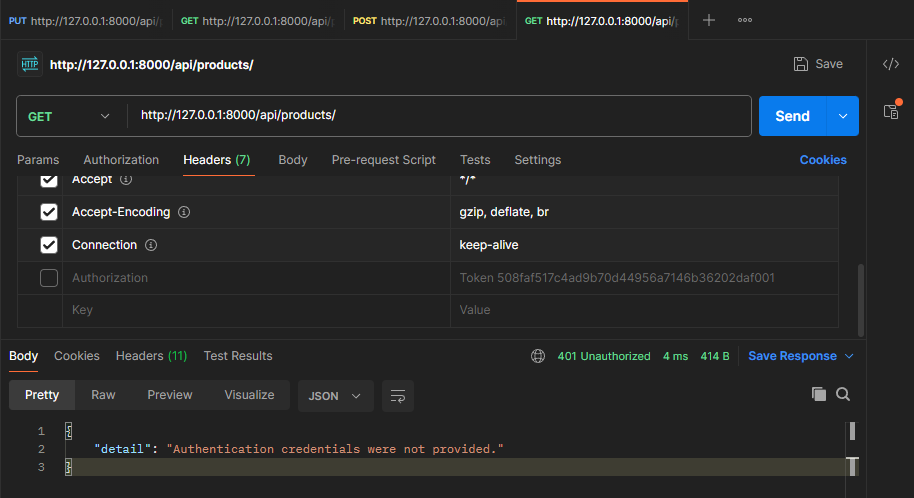 PUT http://127.0.0.1:8000/api/ GET http://127.0.0.1:8000/api/ POST http://127.0.0.1:8000/api GET http://127.0.0.1:8000/api/
HTTP http://127.0.0.1:8000/api/products/ Save
GET http://127.0.0.1:8000/api/products/ Send
Params Authorization Headers (7) Body Pre-request Script Tests Settings Cookies
Accept */*
Accept-Encoding gzip, deflate, br
Connection keep-alive
Authorization Token 508faf517c4ad9b70d44956a7146b36202daf001
Key Value
Body Cookies Headers (11) Test Results 401 Unauthorized 4 ms 414 B Save Response
Pretty Raw Preview Visualize JSON
1 {
2 "detail": "Authentication credentials were not provided."
3 }